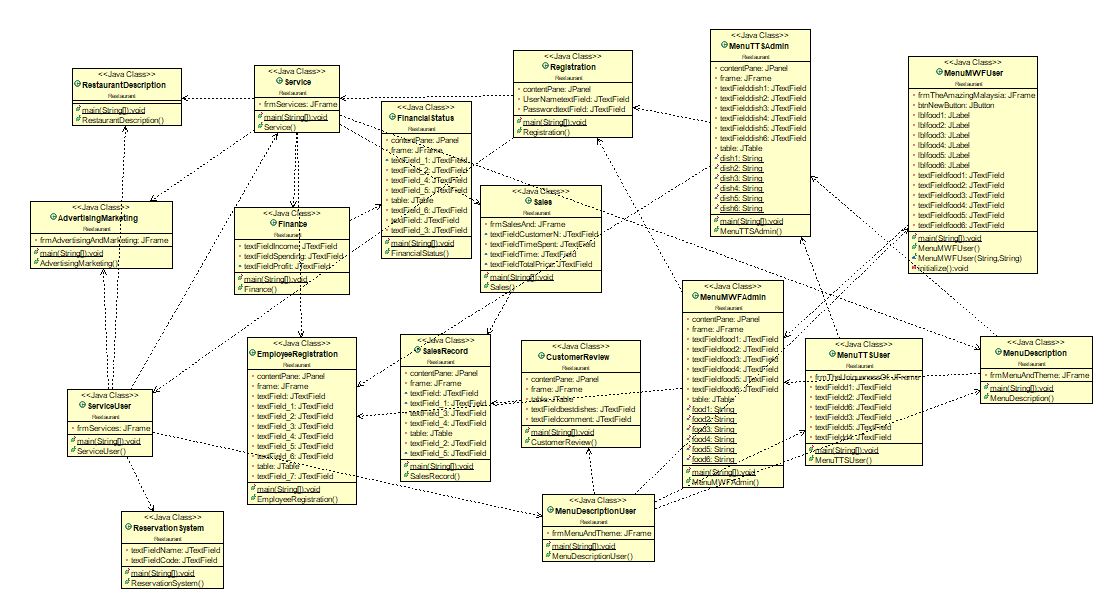 <<Java Class>>
RestaurantDescription
Restaurant
main(String[]):void
RestaurantDescription()
<<Java Class>>
Service
Restaurant
frmServices: JFrame
main(String[]):void
Service()
<<Java Class>>
FinancialStatus
Restaurant
contentPane: JPanel
frame: JFrame
textField_1: JTextField
textField_2: JTextField
textField_4: JTextField
textField_5: JTextField
table: JTable
textField_6: JTextField
textField: JTextField
textField_3: JTextField
main(String[]):void
FinancialStatus()
<<Java Class>>
Registration
Restaurant
contentPane: JPanel
UserNametextField: JTextField
PasswordtextField: JTextField
main(String[]):void
Registration()
<<Java Class>>
MenuTTSAdmin
Restaurant
contentPane: JPanel
frame: JFrame
textFielddish1: JTextField
textFielddish2: JTextField
textFielddish3: JTextField
textFielddish4: JTextField
textFielddish5: JTextField
textFielddish6: JTextField
table: JTable
dish1: String
dish2: String
dish3: String
dish4: String
dish5: String
dish6: String
main(String[]):void
MenuTTSAdmin()
<<Java Class>>
MenuMWFUser
Restaurant
frmTheAmazingMalaysia: JFrame
btnNewButton: JButton
lblfood1: JLabel
lblfood2: JLabel
lblfood3: JLabel
lblfood4: JLabel
lblfood5: JLabel
lblfood6: JLabel
textFieldfood1: JTextField
textFieldfood2: JTextField
textFieldfood3: JTextField
textFieldfood4: JTextField
textFieldfood5: JTextField
textFieldfood6: JTextField
main(String[]):void
MenuMWFUser()
MenuMWFUser(String,String)
initialize():void
<<Java Class>>
AdvertisingMarketing
Restaurant
frmAdvertisingAndMarketing: JFrame
main(String[]):void
AdvertisingMarketing()
<<Java Class>>
Finance
Restaurant
textFieldIncome: JTextField
textFieldSpending: JTextField
textFieldProfit: JTextField
main(String[]):void
Finance()
<<Java Class>>
Sales
Restaurant
frmSalesAnd: JFrame
textFieldCustomerN: JTextField
textFieldTimeSpent: JTextField
textFieldTime: JTextField
textFieldTotalPrice: JTextField
main(String[]):void
Sales()
<<Java Class>>
MenuMWFAdmin
Restaurant
contentPane: JPanel
frame: JFrame
textFieldfood1: JTextField
textFieldfood2: JTextField
textFieldfood3: JTextField
textFieldfood4: JTextField
textFieldfood5: JTextField
textFieldfood6: JTextField
table: JTable
food1: String
food2: String
food3: String
food4: String
food5: String
food6: String
main(String[]):void
MenuMWFAdmin()
<<Java Class>>
EmployeeRegistration
Restaurant
contentPane: JPanel
frame: JFrame
textField: JTextField
textField_1: JTextField
textField_2: JTextField
textField_3: JTextField
textField_4: JTextField
textField_5: JTextField
textField_6: JTextField
table: JTable
textField_7: JTextField
main(String[]):void
EmployeeRegistration()
<<Java Class>>
SalesRecord
Restaurant
contentPane: JPanel
frame: JFrame
textField: JTextField
textField_1: JTextField
textField_3: JTextField
textField_4: JTextField
table: JTable
textField_2: JTextField
textField_5: JTextField
main(String[]):void
SalesRecord()
<<Java Class>>
CustomerReview
Restaurant
contentPane: JPanel
frame: JFrame
table: JTable
textFieldbestdishes: JTextField
textFieldcomment: JTextField
main(String[]):void
CustomerReview()
<<Java Class>>
MenuTTSUser
Restaurant
frmTheUniquenessOf: JFrame
textFieldd1: JTextField
textFieldd2: JTextField
textFieldd6: JTextField
textFieldd3: JTextField
textFieldd5: JTextField
textFieldd4: JTextField
main(String[]):void
MenuTTSUser()
<<Java Class>>
MenuDescription
Restaurant
frmMenuAndTheme: JFrame
main(String[]):void
MenuDescription()
<<Java Class>>
ServiceUser
Restaurant
frmServices: JFrame
main(String[]):void
ServiceUser()
<<Java Class>>
MenuDescriptionUser
Restaurant
frmMenuAndTheme: JFrame
main(String[]):void
MenuDescriptionUser()
<<Java Class>>
ReservationSystem
Restaurant
textFieldName: JTextField
textFieldCode: JTextField
main(String[]):void
ReservationSystem()